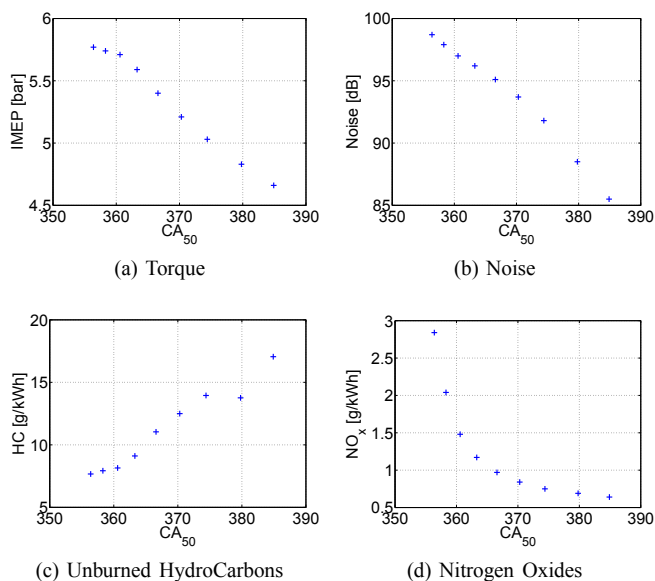 6
5.5
5
4.5
IMEP [bar]
350 360 370 380 390
CA50
(a) Torque
100
95
90
85
Noise [dB]
350 360 370 380 390
CA50
(b) Noise
20
15
10
5
HC [g/kWh]
350 360 370 380 390
CA50
(c) Unburned HydroCarbons
3
2.5
2
1.5
1
0.5
NOx [g/kWh]
350 360 370 380 390
CA50
(d) Nitrogen Oxides